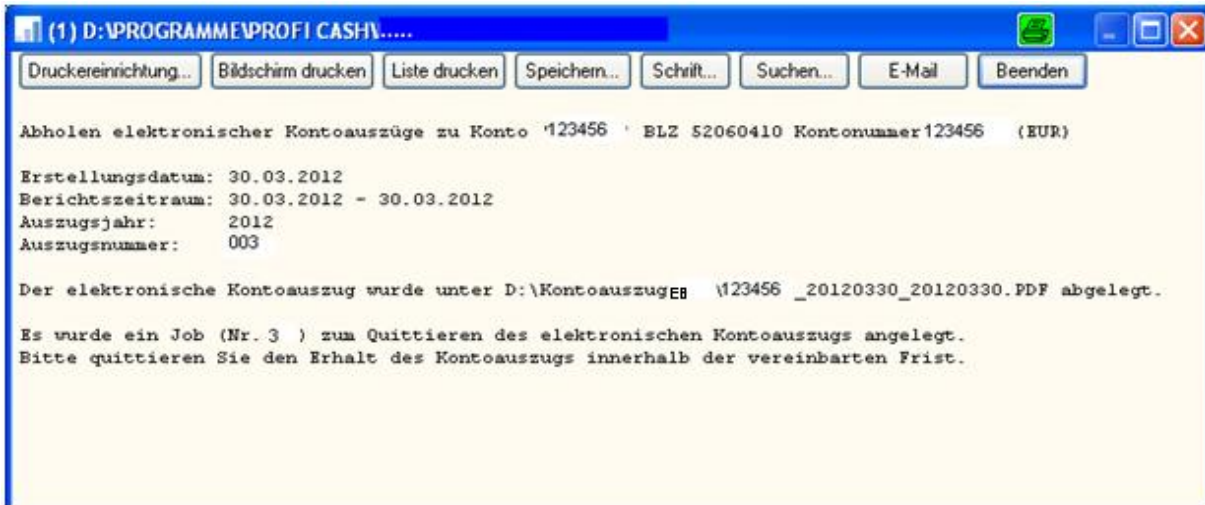 (1) D:\PROGRAMME\PROFI CASH\.....
Druckereinrichtung... Bildschirm drucken Liste drucken Speichern... Schrift... Suchen... E-Mail Beenden
Abholen elektronischer Kontoauszüge zu Konto '123456 ' BLZ 52060410 Kontonummer 123456 (EUR)
Erstellungsdatum: 30.03.2012
Berichtszeitraum: 30.03.2012 - 30.03.2012
Auszugsjahr: 2012
Auszugsnummer: 003
Der elektronische Kontoauszug wurde unter D:\KontoauszugEB \123456 _20120330_20120330.PDF abgelegt.
Es wurde ein Job (Nr. 3 ) zum Quittieren des elektronischen Kontoauszugs angelegt.
Bitte quittieren Sie den Erhalt des Kontoauszugs innerhalb der vereinbarten Frist.